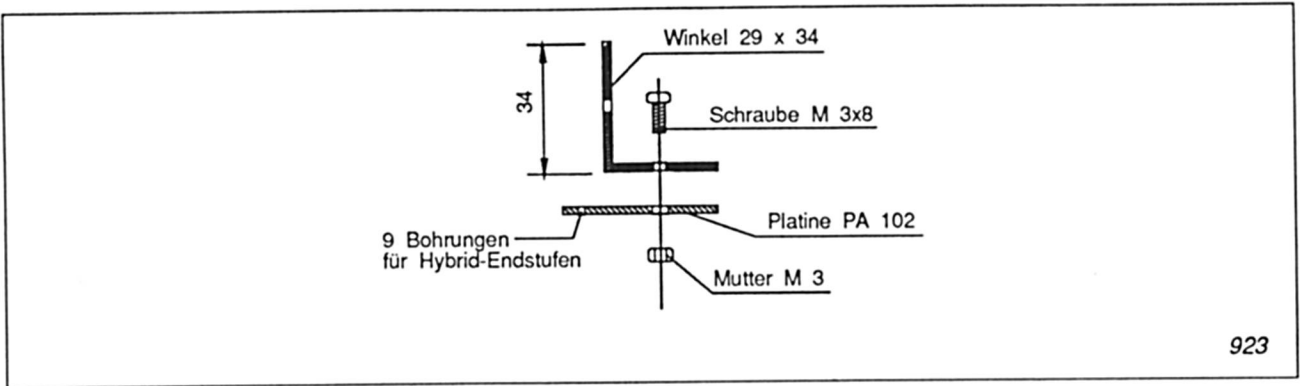 Winkel 29 x 34
34
Schraube M 3x8
Platine PA 102
9 Bohrungen
für Hybrid-Endstufen
Mutter M 3
923